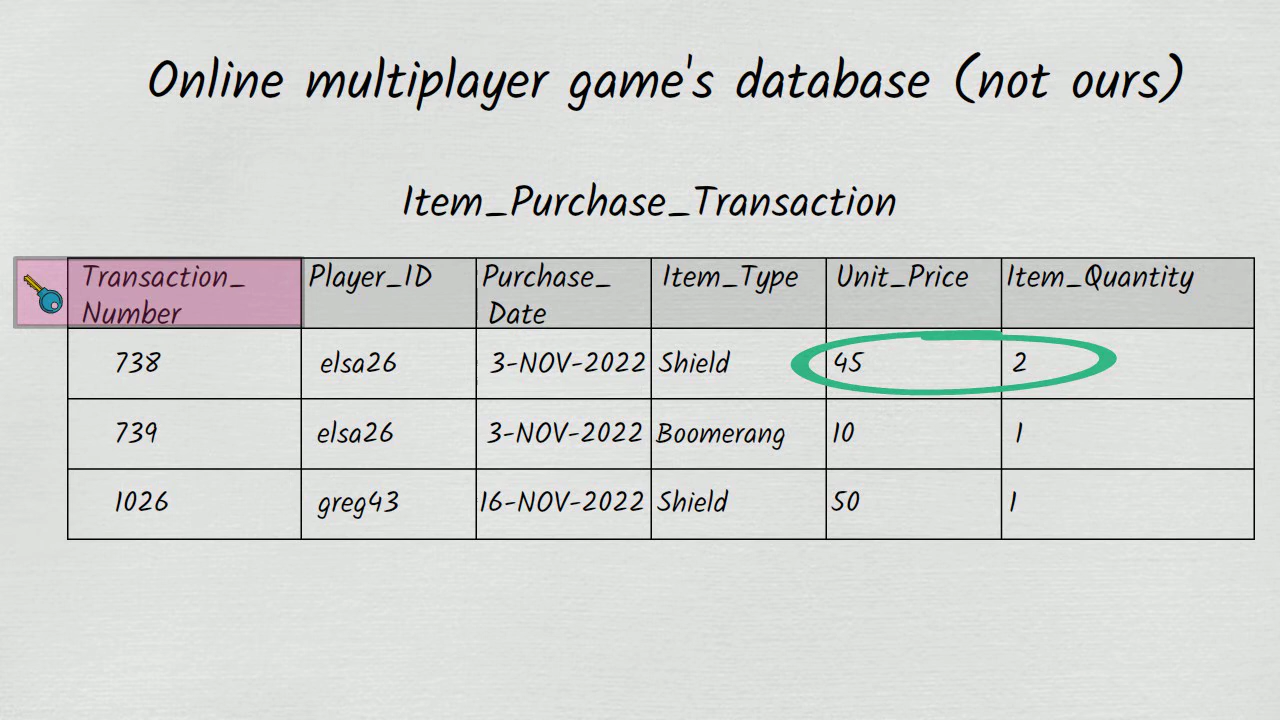 Online multiplayer game's database (not ours)
Item_Purchase_Transaction
Transaction_ Player_ID Purchase_ Item_Type Unit_Price Item_Quantity
Number Date
738 elsa26 3-NOV-2022 Shield 45 2
739 elsa26 3-NOV-2022 Boomerang 10 1
1026 greg43 16-NOV-2022 Shield 50 1